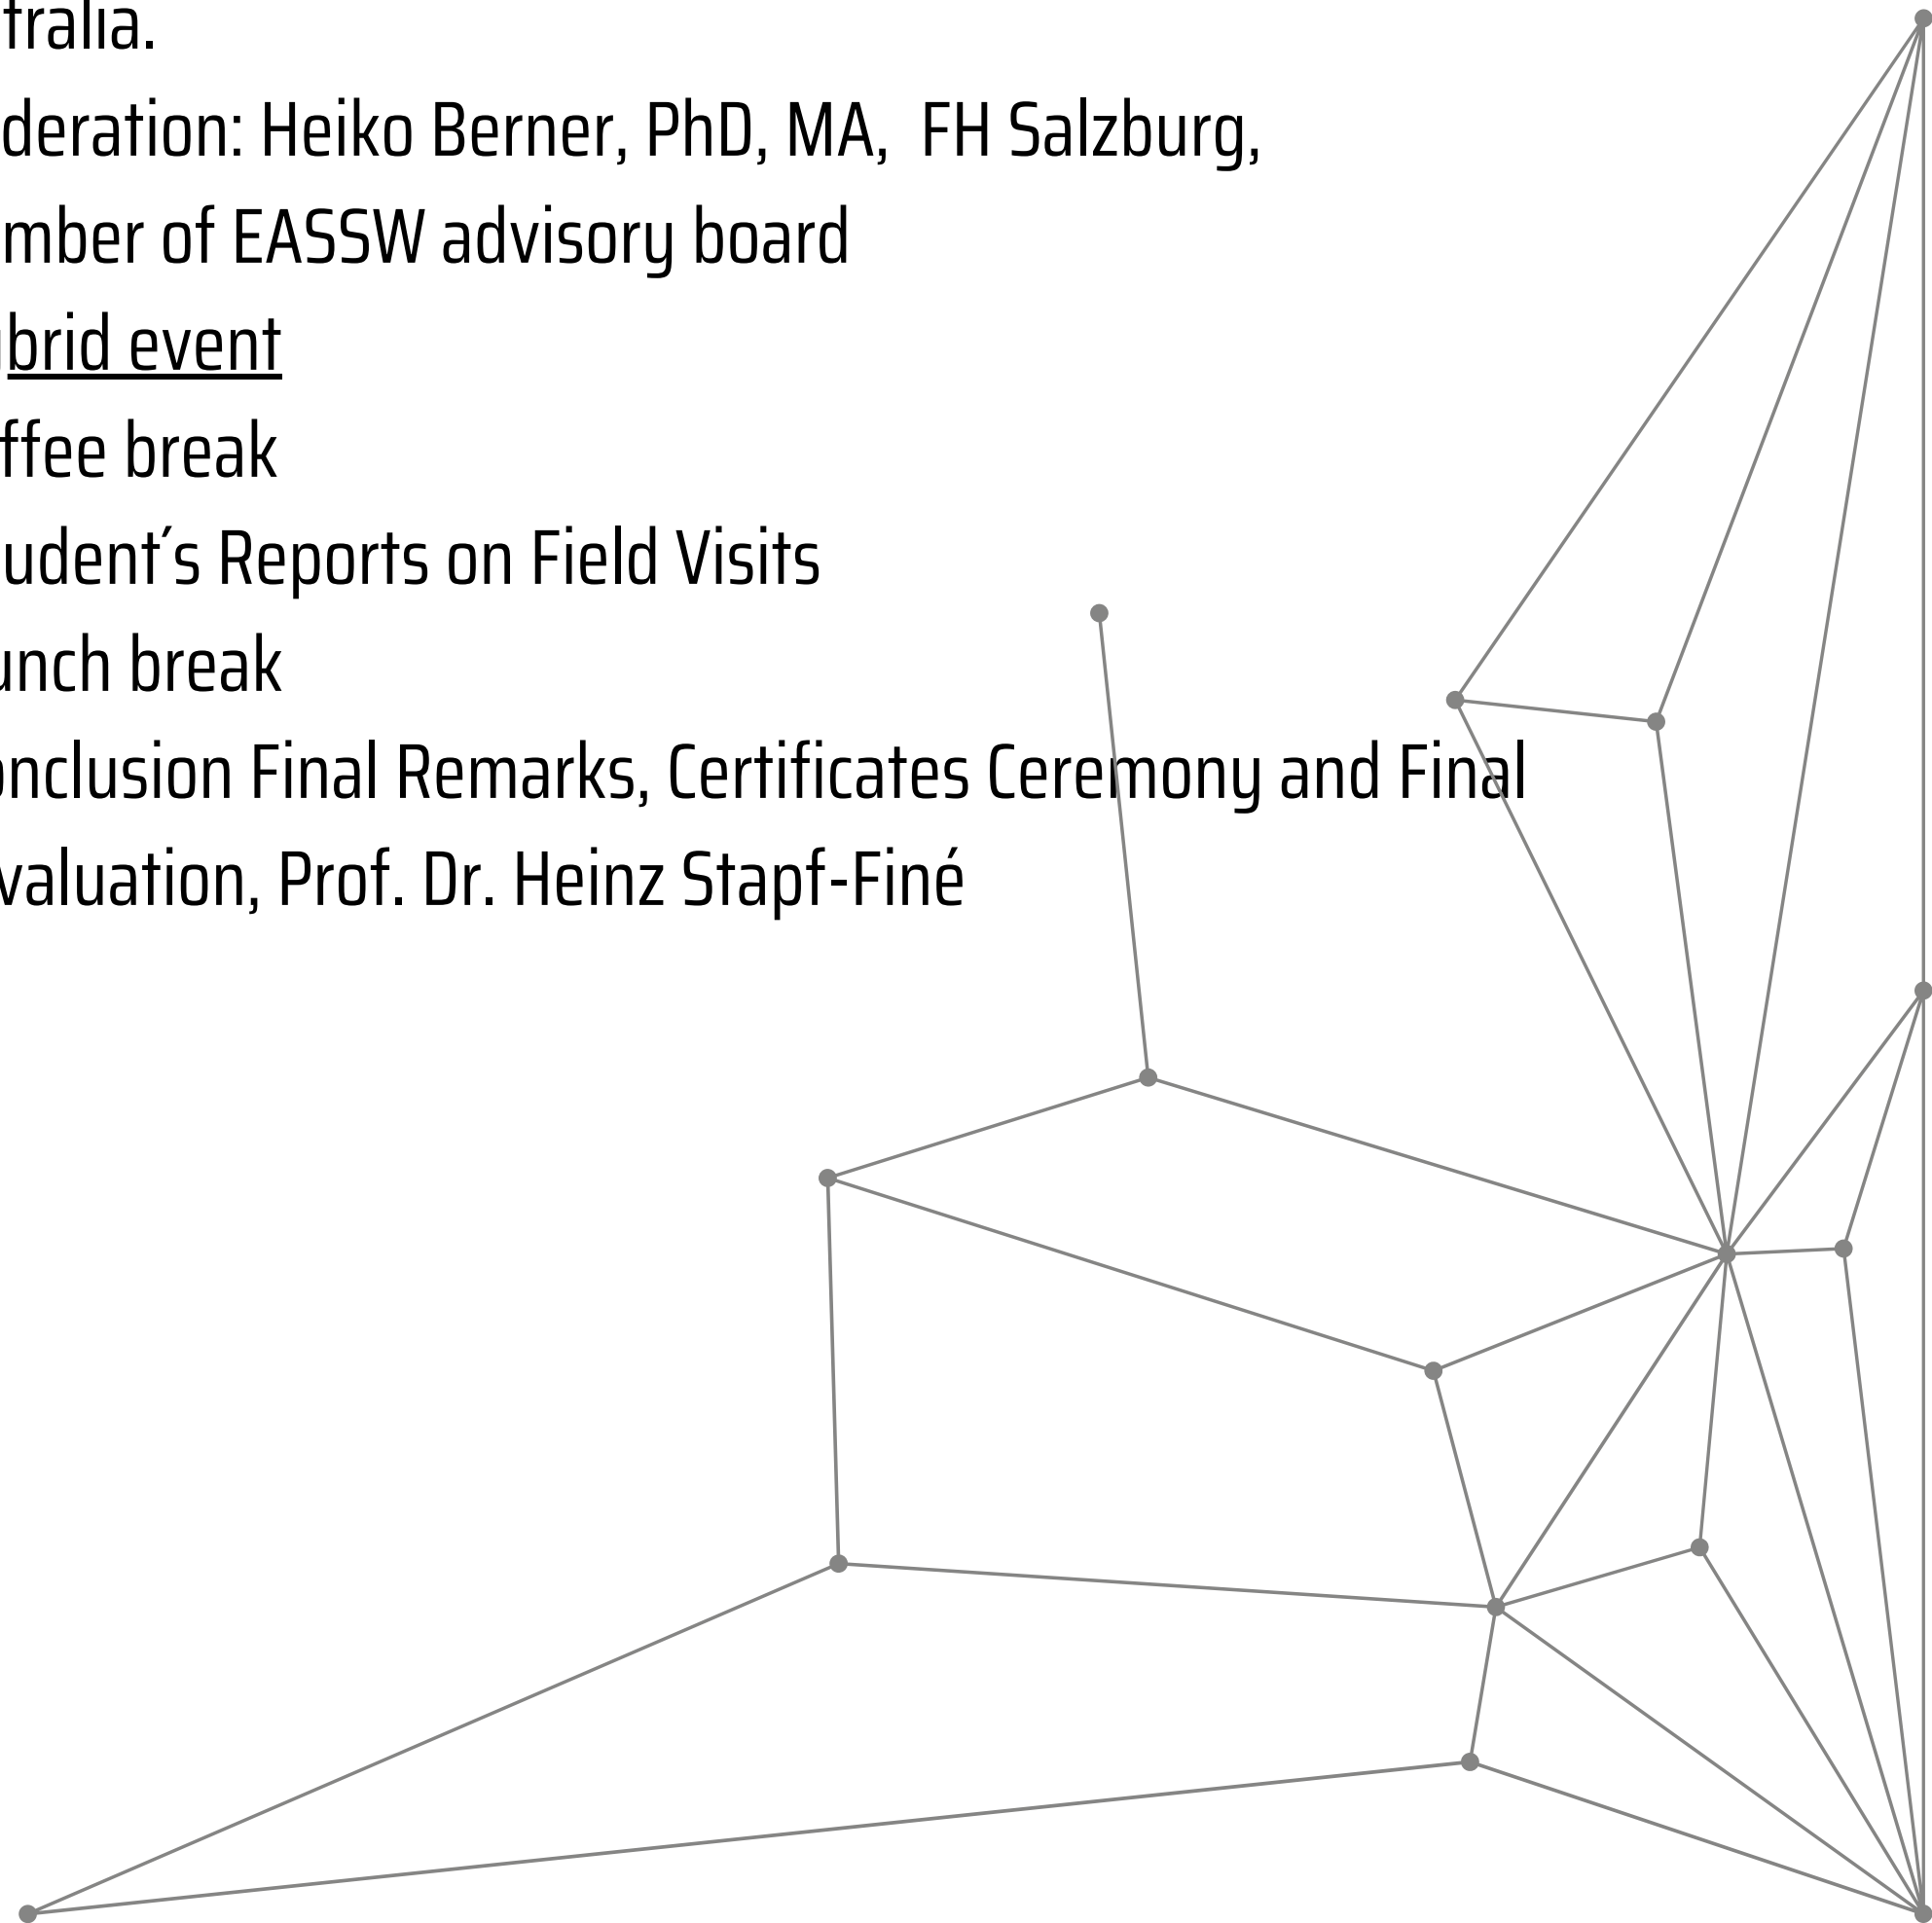 tralia.
deration: Heiko Berner, PhD, MA, FH Salzburg,
mber of EASSW advisory board
brid event
ffee break
udent´s Reports on Field Visits
unch break
onclusion Final Remarks, Certificates Ceremony and Final
valuation, Prof. Dr. Heinz Stapf-Finé